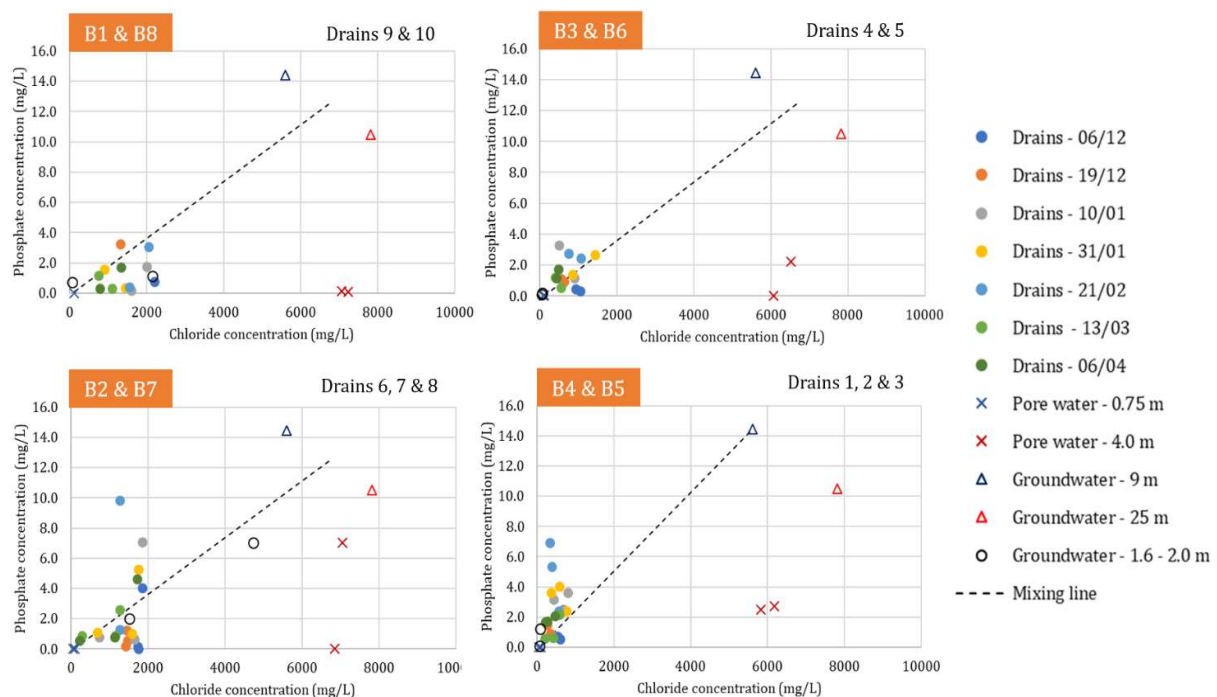 B1 & B8
Drains 9 & 10
16.0
14.0
12.0
10.0
8.0
6.0
4.0
2.0
0.0
Phosphate concentration (mg/L)
0
2000
4000
6000
8000
10000
Chloride concentration (mg/L)
B3 & B6
Drains 4 & 5
16.0
14.0
12.0
10.0
8.0
6.0
4.0
2.0
0.0
Phosphate concentration (mg/L)
0
2000
4000
6000
8000
10000
Chloride concentration (mg/L)
B2 & B7
Drains 6, 7 & 8
16.0
14.0
12.0
10.0
8.0
6.0
4.0
2.0
0.0
Phosphate concentration (mg/L)
0
2000
4000
6000
8000
100
Chloride concentration (mg/L)
B4 & B5
Drains 1, 2 & 3
16.0
14.0
12.0
10.0
8.0
6.0
4.0
2.0
0.0
Phosphate concentration (mg/L)
0
2000
4000
6000
8000
10000
Chloride concentration (mg/L)
Drains - 06/12
Drains - 19/12
Drains - 10/01
Drains - 31/01
Drains - 21/02
Drains - 13/03
Drains - 06/04
Pore water - 0.75 m
Pore water - 4.0 m
Groundwater - 9 m
Groundwater - 25 m
Groundwater - 1.6 - 2.0 m
Mixing line